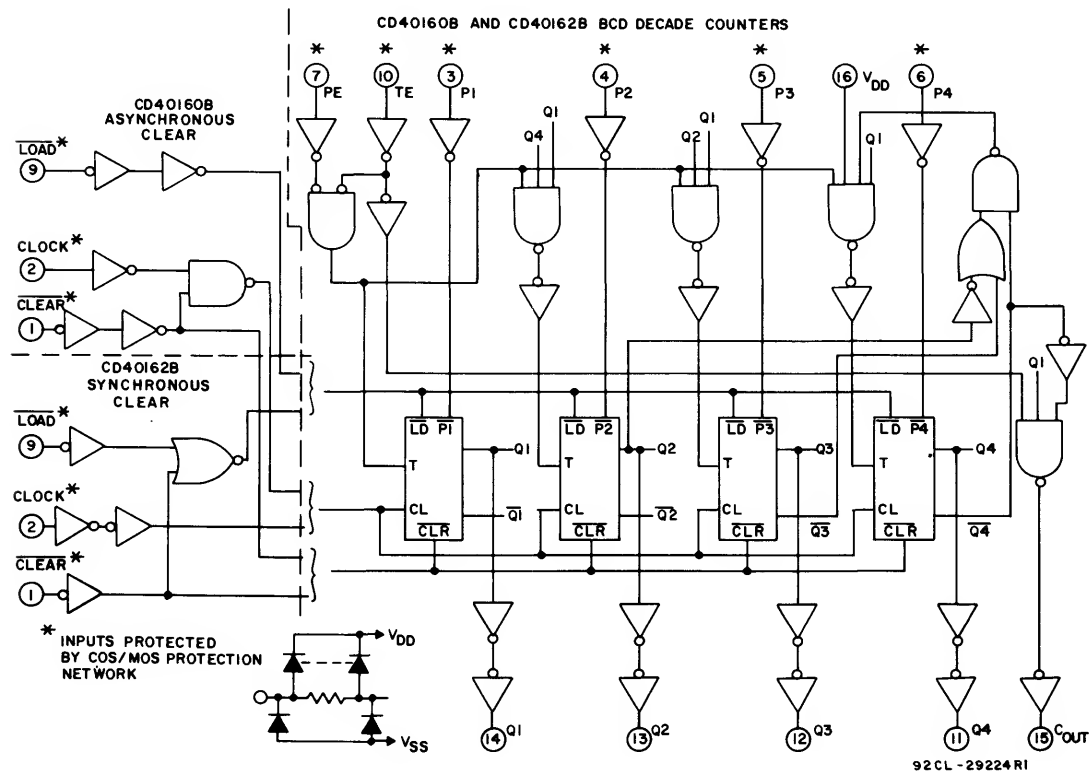 CD40160B AND CD40162B BCD DECADE COUNTERS
* * * * * *
7 10 3 4 5 16 VDD 6
PE TE P1 P2 P3 P4
CD40160B
ASYNCHRONOUS
CLEAR
LOAD*
9
Q4 Q1
Q2 Q1
Q1
CLOCK*
2
CLEAR*
1
CD40162B
SYNCHRONOUS
CLEAR
LOAD*
9
CLOCK*
2
CLEAR*
1
Q1
LD P1 LD P2 LD P3 LD P4
Q1 Q2 Q3 Q4
T T T T
CL CL CL CL
Q1 Q2 Q3 Q4
CLR CLR CLR CLR
* INPUTS PROTECTED
BY COS/MOS PROTECTION
NETWORK
VDD
VSS
14 Q1 13 Q2 12 Q3 11 Q4 15 COUT
92CL-29224R1